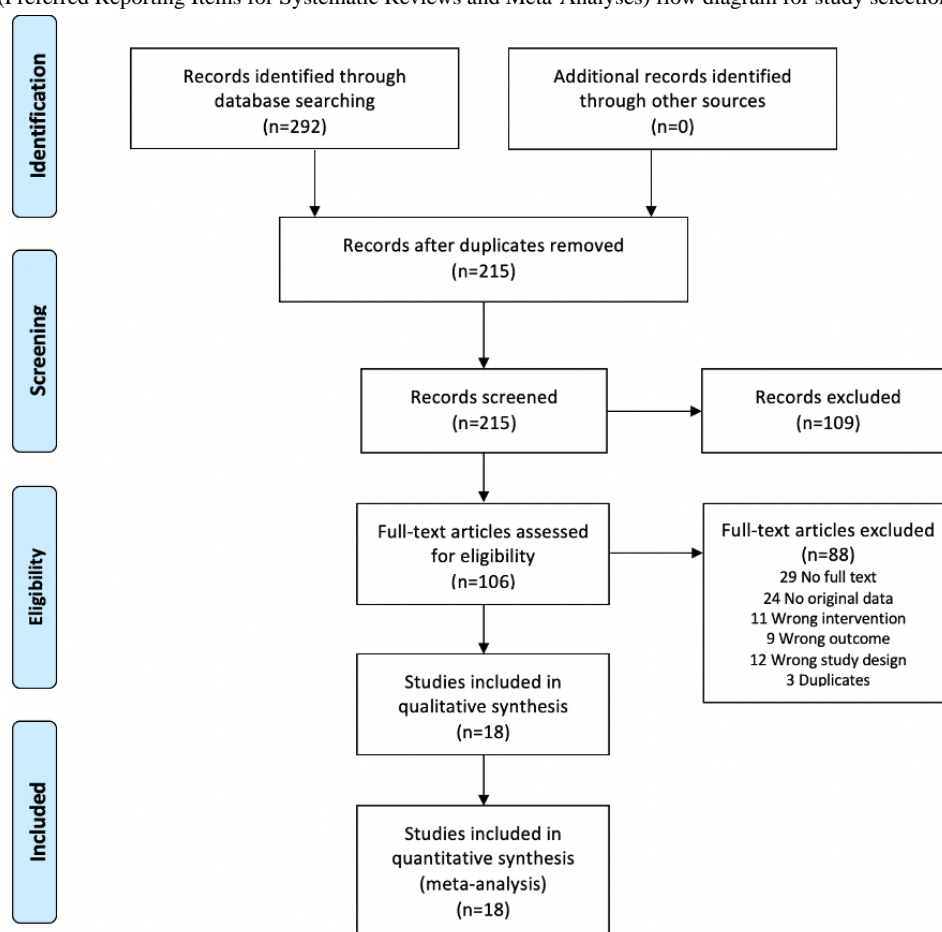 (Preferred Reporting Items for Systematic Reviews and Meta-Analyses) flow diagram for study selection
Identification
Records identified through
database searching
(n=292)
Additional records identified
through other sources
(n=0)
Records after duplicates removed
(n=215)
Screening
Records screened
(n=215)
Records excluded
(n=109)
Eligibility
Full-text articles assessed
for eligibility
(n=106)
Full-text articles excluded
(n=88)
29 No full text
24 No original data
11 Wrong intervention
9 Wrong outcome
12 Wrong study design
3 Duplicates
Studies included in
qualitative synthesis
(n=18)
Included
Studies included in
quantitative synthesis
(meta-analysis)
(n=18)